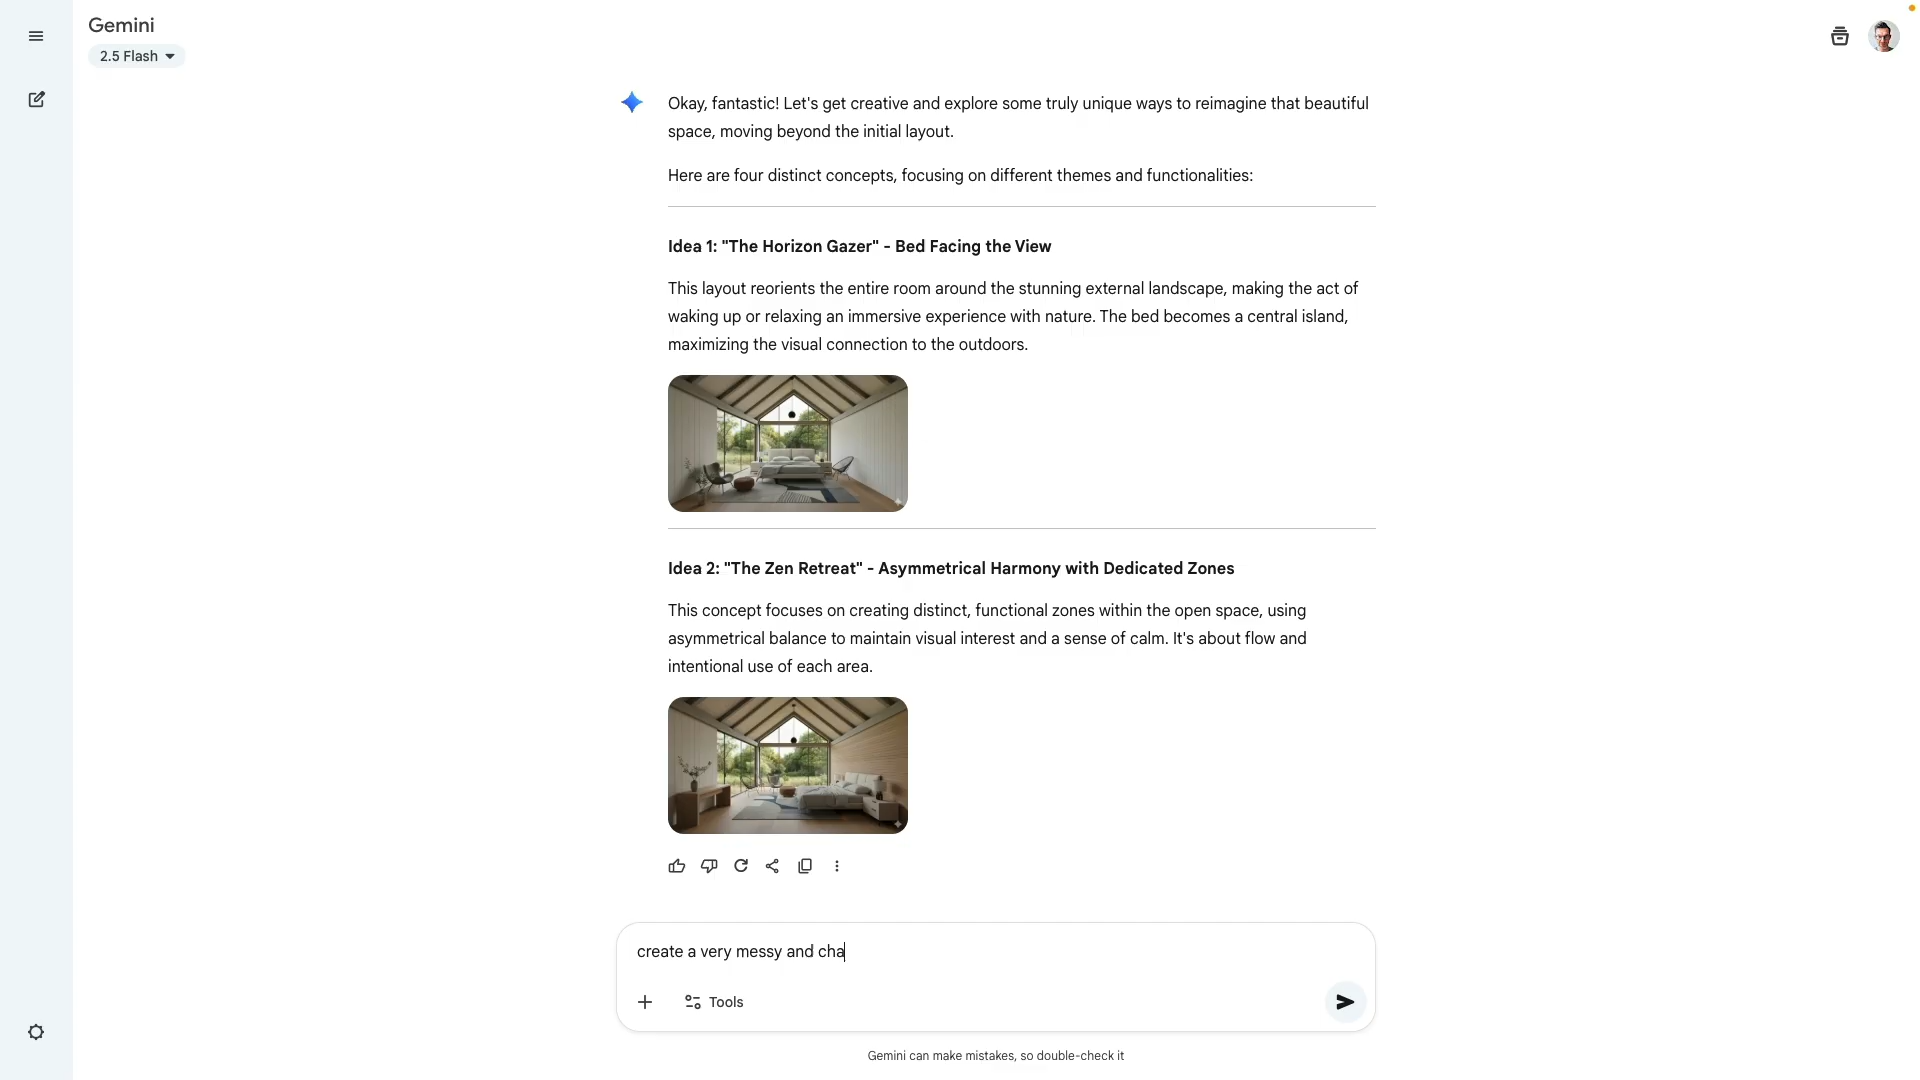 Gemini
2.5 Flash
Okay, fantastic! Let's get creative and explore some truly unique ways to reimagine that beautiful
space, moving beyond the initial layout.
Here are four distinct concepts, focusing on different themes and functionalities:
Idea 1: "The Horizon Gazer" - Bed Facing the View
This layout reorients the entire room around the stunning external landscape, making the act of
waking up or relaxing an immersive experience with nature. The bed becomes a central island,
maximizing the visual connection to the outdoors.
Idea 2: "The Zen Retreat" - Asymmetrical Harmony with Dedicated Zones
This concept focuses on creating distinct, functional zones within the open space, using
asymmetrical balance to maintain visual interest and a sense of calm. It's about flow and
intentional use of each area.
create a very messy and cha
Tools
Gemini can make mistakes, so double-check it